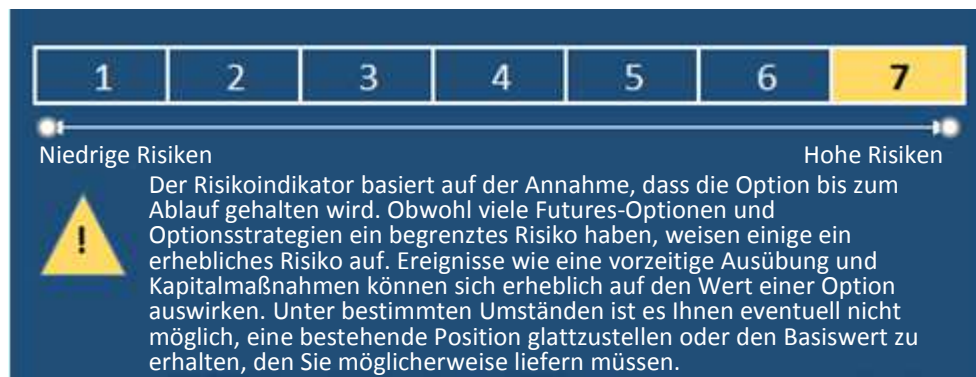 1 2 3 4 5 6 7
Niedrige Risiken Hohe Risiken
Der Risikoindikator basiert auf der Annahme, dass die Option bis zum
Ablauf gehalten wird. Obwohl viele Futures-Optionen und
Optionsstrategien ein begrenztes Risiko haben, weisen einige ein
erhebliches Risiko auf. Ereignisse wie eine vorzeitige Ausübung und
Kapitalmaßnahmen können sich erheblich auf den Wert einer Option
auswirken. Unter bestimmten Umständen ist es Ihnen eventuell nicht
möglich, eine bestehende Position glattzustellen oder den Basiswert zu
erhalten, den Sie möglicherweise liefern müssen.
!